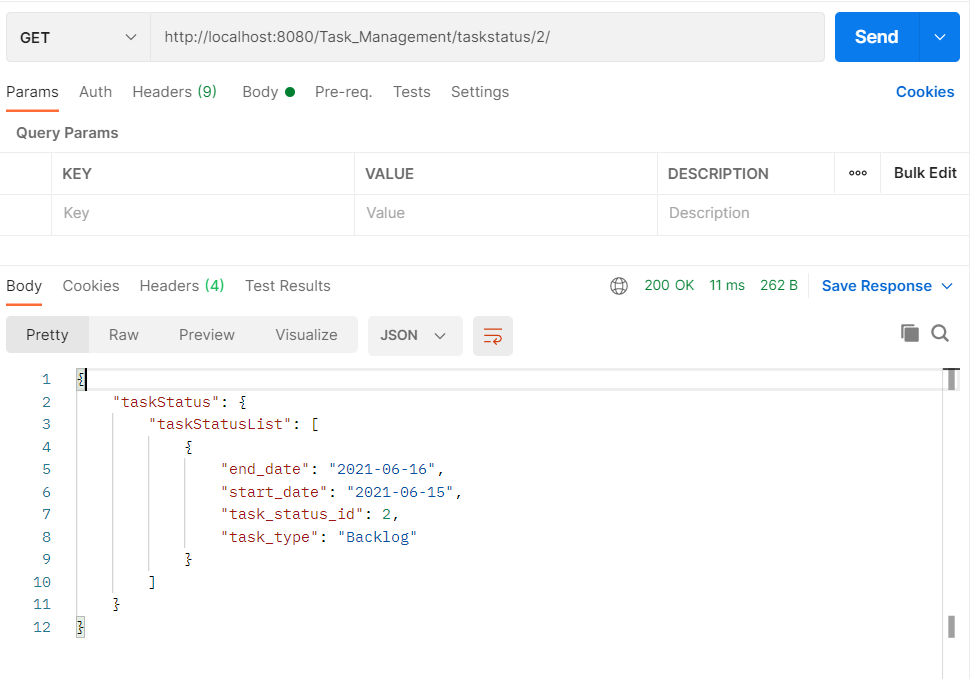 GET http://localhost:8080/Task_Management/taskstatus/2/ Send
Params Auth Headers (9) Body Pre-req. Tests Settings Cookies
Query Params
KEY VALUE DESCRIPTION ooo Bulk Edit
Key Value Description
Body Cookies Headers (4) Test Results 200 OK 11 ms 262 B Save Response
Pretty Raw Preview Visualize JSON
1 {
2 "taskStatus": {
3 "taskStatusList": [
4 {
5 "end_date": "2021-06-16",
6 "start_date": "2021-06-15",
7 "task_status_id": 2,
8 "task_type": "Backlog"
9 }
10 ]
11 }
12 }